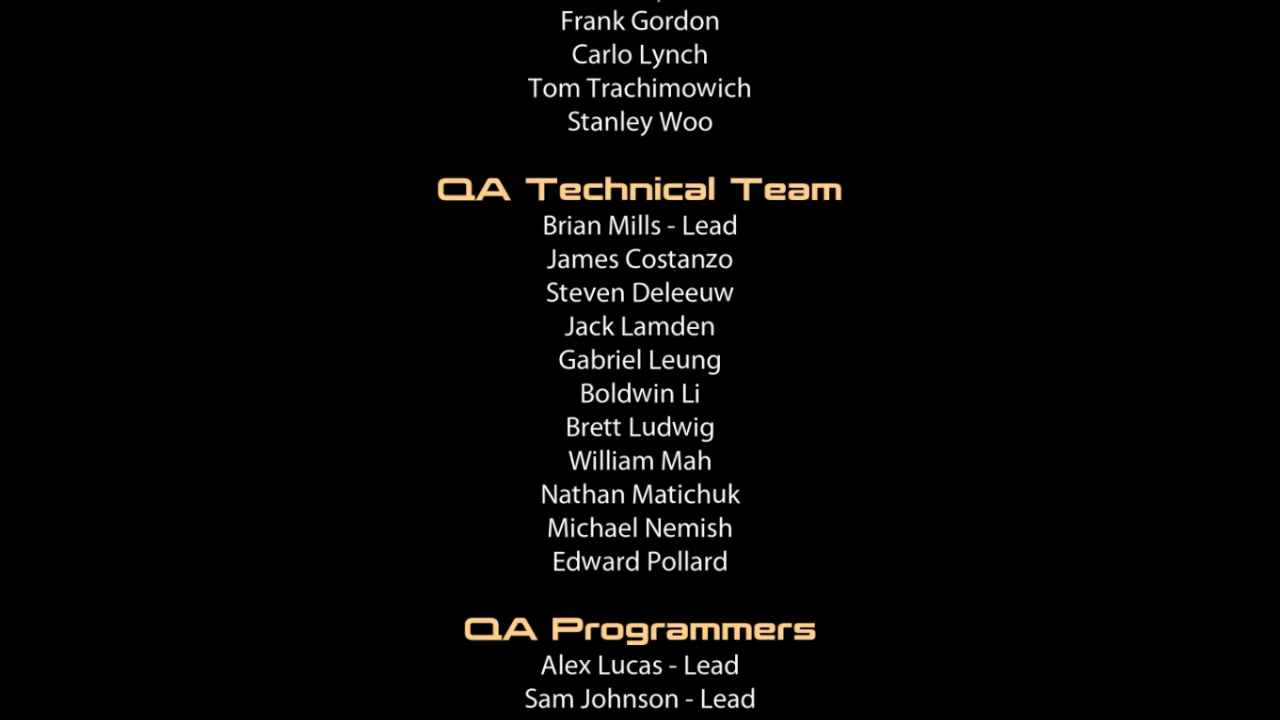 Frank Gordon
Carlo Lynch
Tom Trachimowich
Stanley Woo
QA Technical Team
Brian Mills - Lead
James Costanzo
Steven Deleeuw
Jack Lamden
Gabriel Leung
Boldwin Li
Brett Ludwig
William Mah
Nathan Matichuk
Michael Nemish
Edward Pollard
QA Programmers
Alex Lucas - Lead
Sam Johnson - Lead